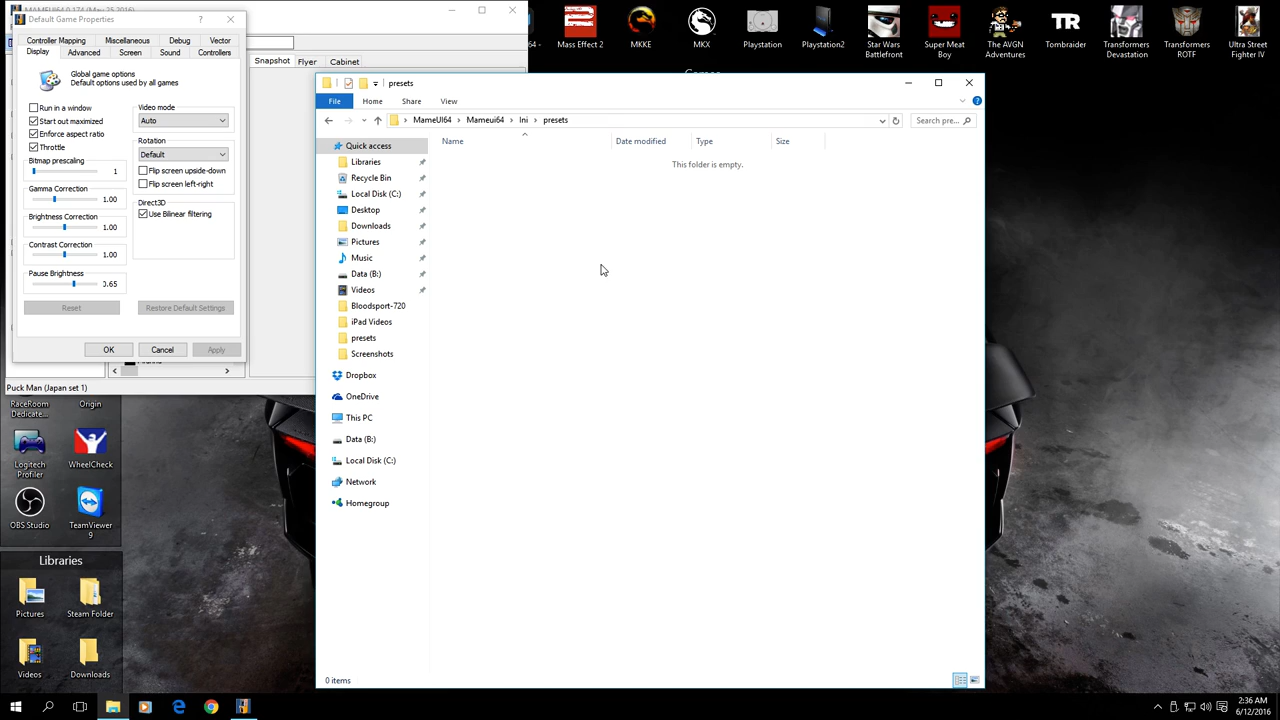 MAMEUI64 0.174 (May 25 2016)
Default Game Properties
?
Controller Mapping
Miscellaneous
Debug
Vector
Display
Advanced
Screen
Sound
Controllers
Global game options
Default options used by all games
Run in a window
Start out maximized
Enforce aspect ratio
Throttle
Bitmap prescaling
1
Gamma Correction
1.00
Brightness Correction
1.00
Contrast Correction
1.00
Pause Brightness
0.65
Video mode
Auto
Rotation
Default
Flip screen upside-down
Flip screen left-right
Direct3D
Use Bilinear filtering
Reset
Restore Default Settings
OK
Cancel
Apply
Snapshot
Flyer
Cabinet
Puck Man (Japan set 1)
Mass Effect 2
MKKE
MKX
Playstation
Playstation2
Star Wars
Battlefront
Super Meat
Boy
The AVGN
Adventures
TR
Tombraider
Transformers
Devastation
Transformers
ROTF
Ultra Street
Fighter IV
presets
File
Home
Share
View
MameUI64
Mameui64
Ini
presets
Search pre...
Name
Date modified
Type
Size
This folder is empty.
Quick access
Libraries
Recycle Bin
Local Disk (C:)
Desktop
Downloads
Pictures
Music
Data (B:)
Videos
Bloodsport-720
iPad Videos
presets
Screenshots
Dropbox
OneDrive
This PC
Data (B:)
Local Disk (C:)
Network
Homegroup
0 items
RaceRoom
Dedicate...
Origin
Logitech
Profiler
WheelCheck
OBS Studio
TeamViewer
9
Libraries
Pictures
Steam Folder
Videos
Downloads
2:36 AM
6/12/2016